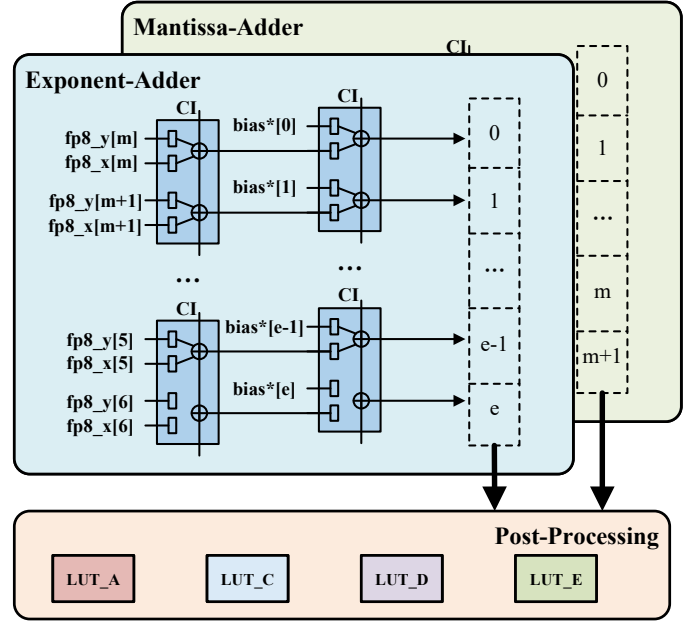 Mantissa-Adder
CI
0
1
...
m
m+1
Exponent-Adder
CI
CI
fp8_y[m]
fp8_x[m]
bias*[0]
0
fp8_y[m+1]
fp8_x[m+1]
bias*[1]
1
...
...
...
CI
CI
fp8_y[5]
fp8_x[5]
bias*[e-1]
e-1
fp8_y[6]
fp8_x[6]
bias*[e]
e
Post-Processing
LUT_A
LUT_C
LUT_D
LUT_E